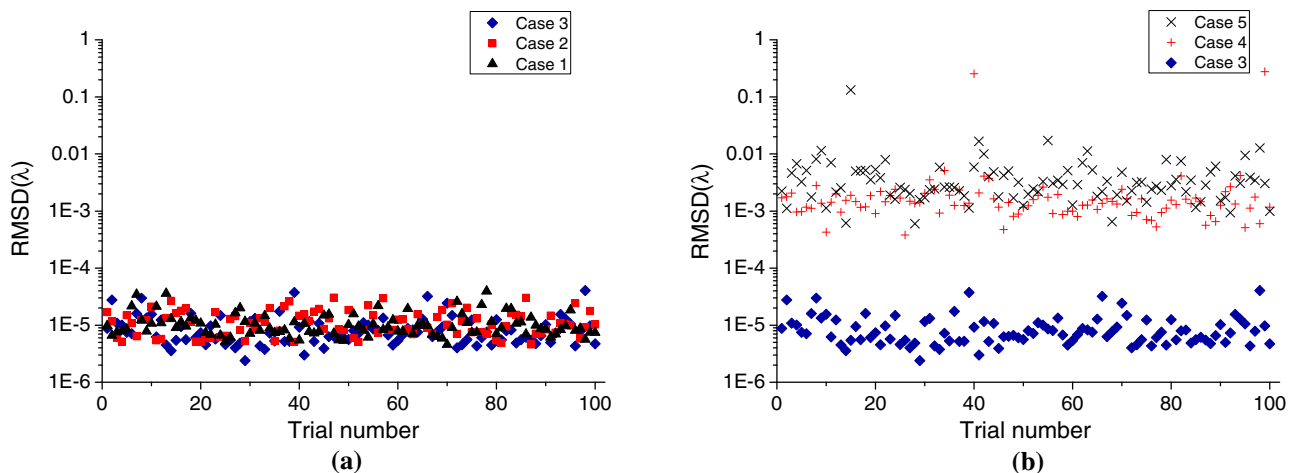 Case 3
Case 2
Case 1
1
0.1
0.01
1E-3
1E-4
1E-5
1E-6
RMSD(λ)
0 20 40 60 80 100
Trial number
(a)
Case 5
Case 4
Case 3
1
0.1
0.01
1E-3
1E-4
1E-5
1E-6
RMSD(λ)
0 20 40 60 80 100
Trial number
(b)